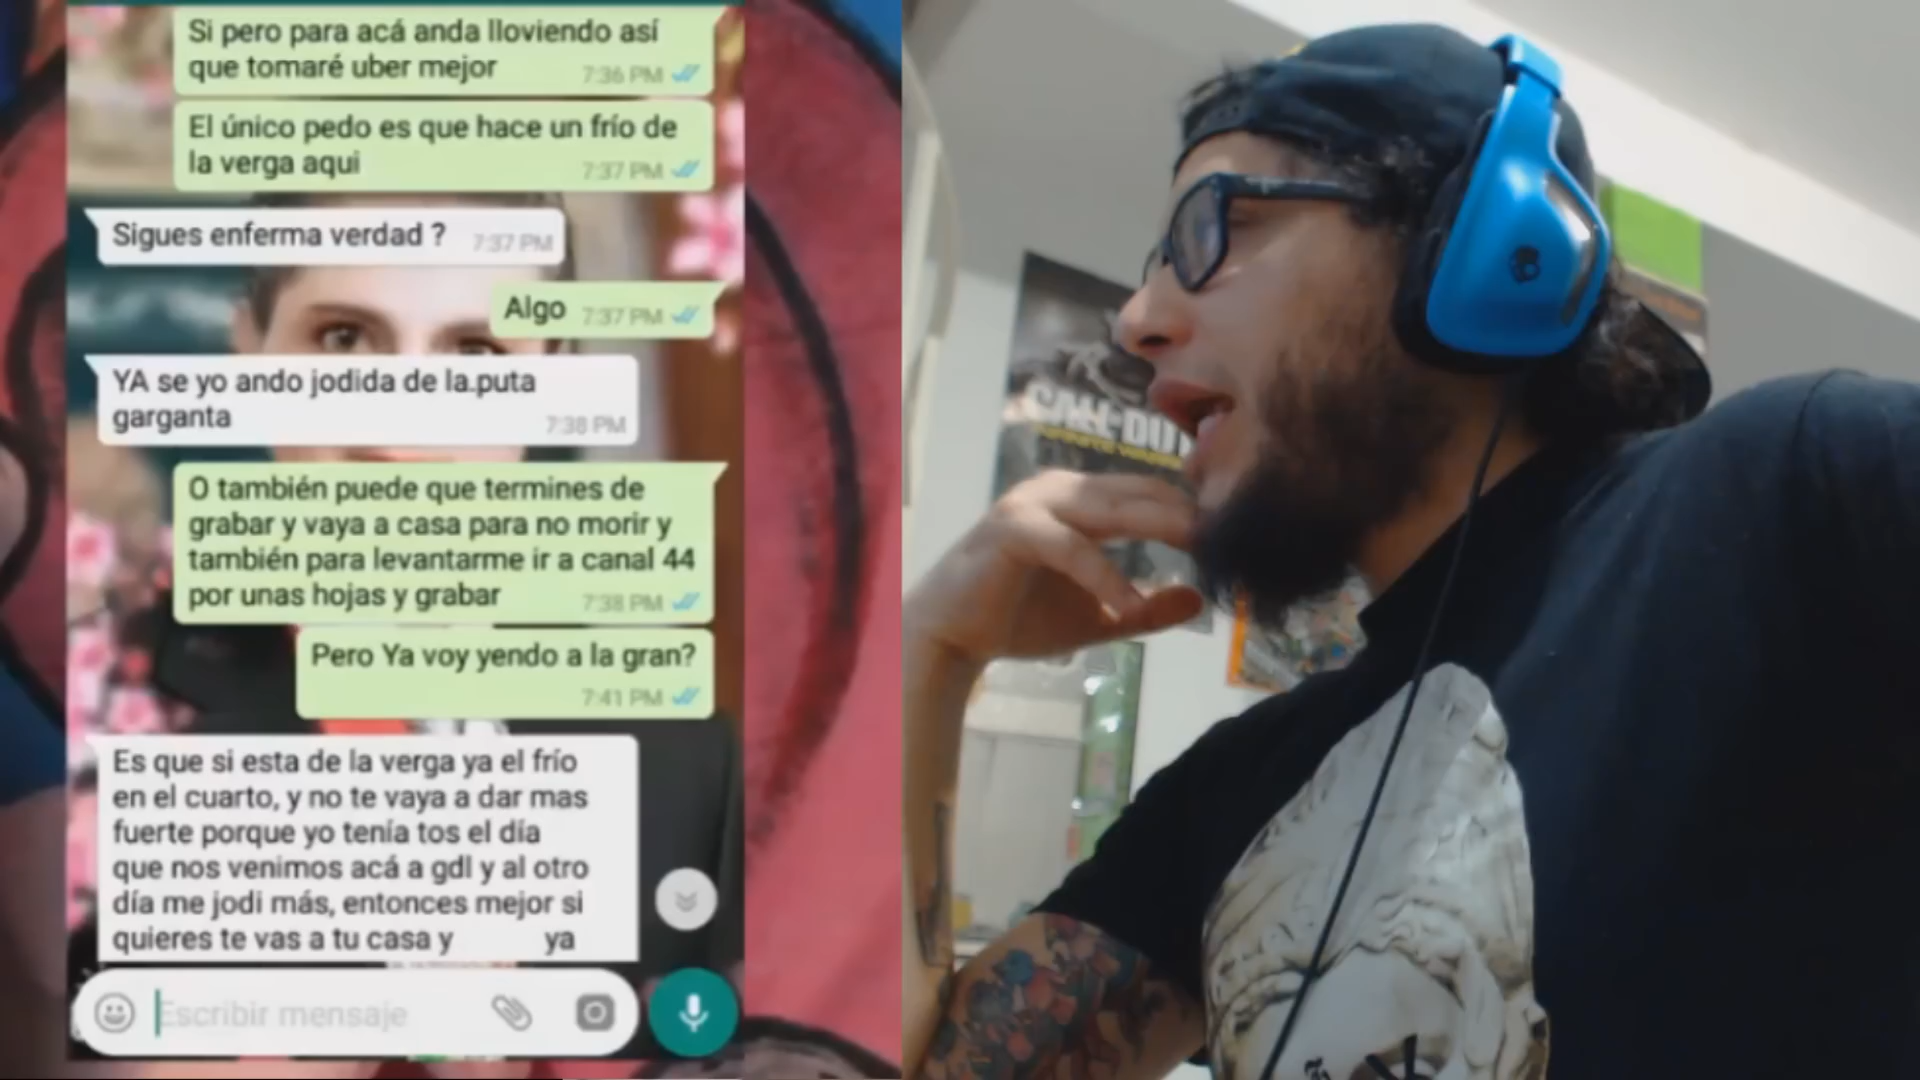 Si pero para acá anda lloviendo así
que tomaré uber mejor 7:36 PM
El único pedo es que hace un frío de
la verga aqui 7:37 PM
Sigues enferma verdad ? 7:37 PM
Algo 7:37 PM
YA se yo ando jodida de la.puta
garganta 7:38 PM
O también puede que termines de
grabar y vaya a casa para no morir y
también para levantarme ir a canal 44
por unas hojas y grabar 7:38 PM
Pero Ya voy yendo a la gran?
7:41 PM
Es que si esta de la verga ya el frío
en el cuarto, y no te vaya a dar mas
fuerte porque yo tenía tos el día
que nos venimos acá a gdl y al otro
día me jodi más, entonces mejor si
quieres te vas a tu casa y ya
Escribir mensaje
CALL OF DUTY